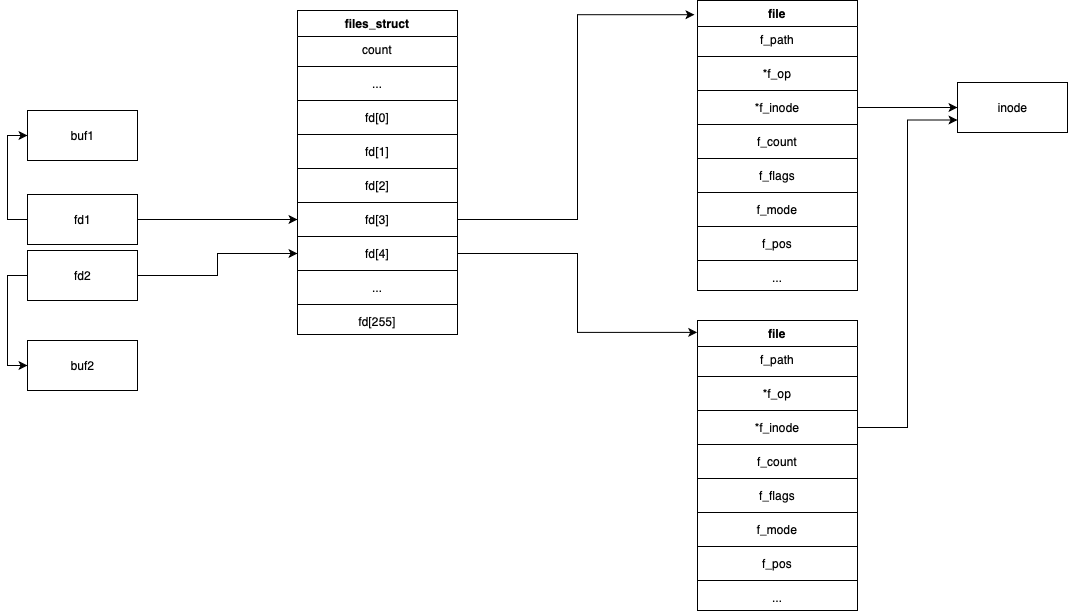 buf1
fd1
fd2
buf2
files_struct
count
...
fd[0]
fd[1]
fd[2]
fd[3]
fd[4]
...
fd[255]
file
f_path
*f_op
*f_inode
f_count
f_flags
f_mode
f_pos
...
file
f_path
*f_op
*f_inode
f_count
f_flags
f_mode
f_pos
...
inode